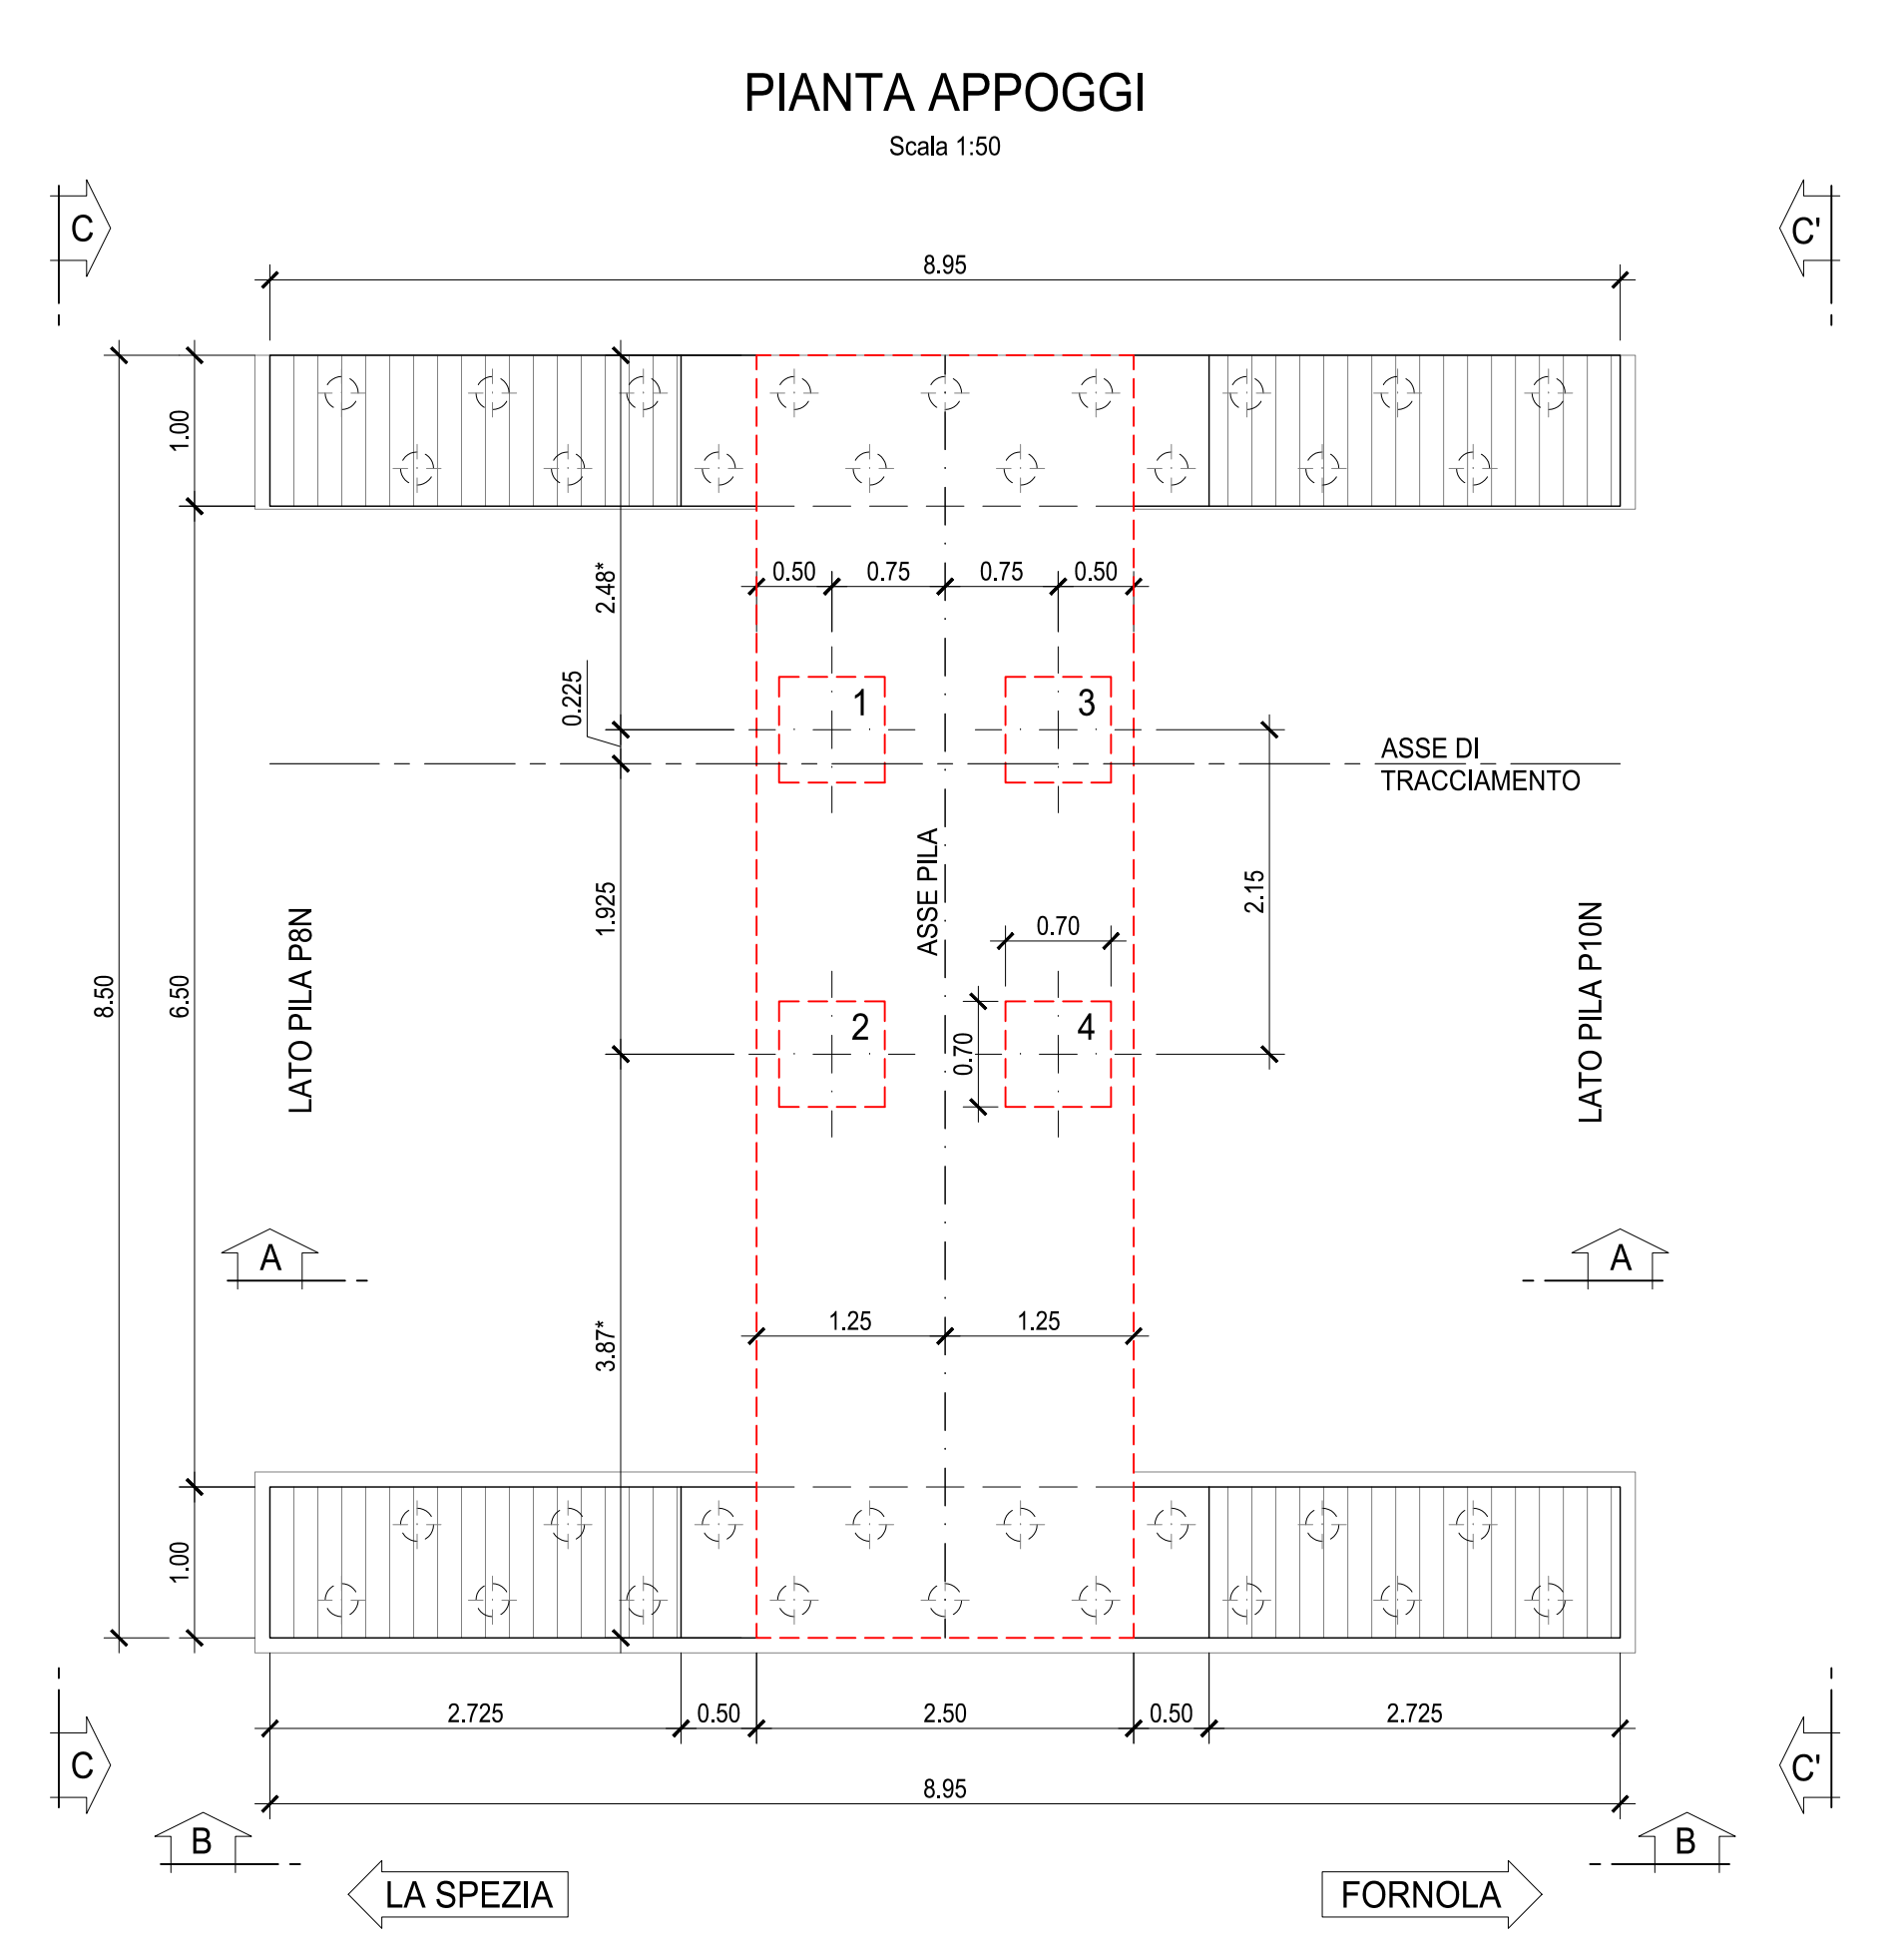 PIANTA APPOGGI
Scala 1:50
C
C'
8.95
1.00
2.48*
0.50
0.75
0.75
0.50
0.225
1
3
ASSE DI
TRACCIAMENTO
ASSE PILA
1.925
2.15
0.70
LATO PILA P8N
LATO PILA P10N
8.50
6.50
2
4
0.70
A
A
1.25
1.25
3.87*
1.00
2.725
0.50
2.50
0.50
2.725
C
C'
8.95
B
B
LA SPEZIA
FORNOLA